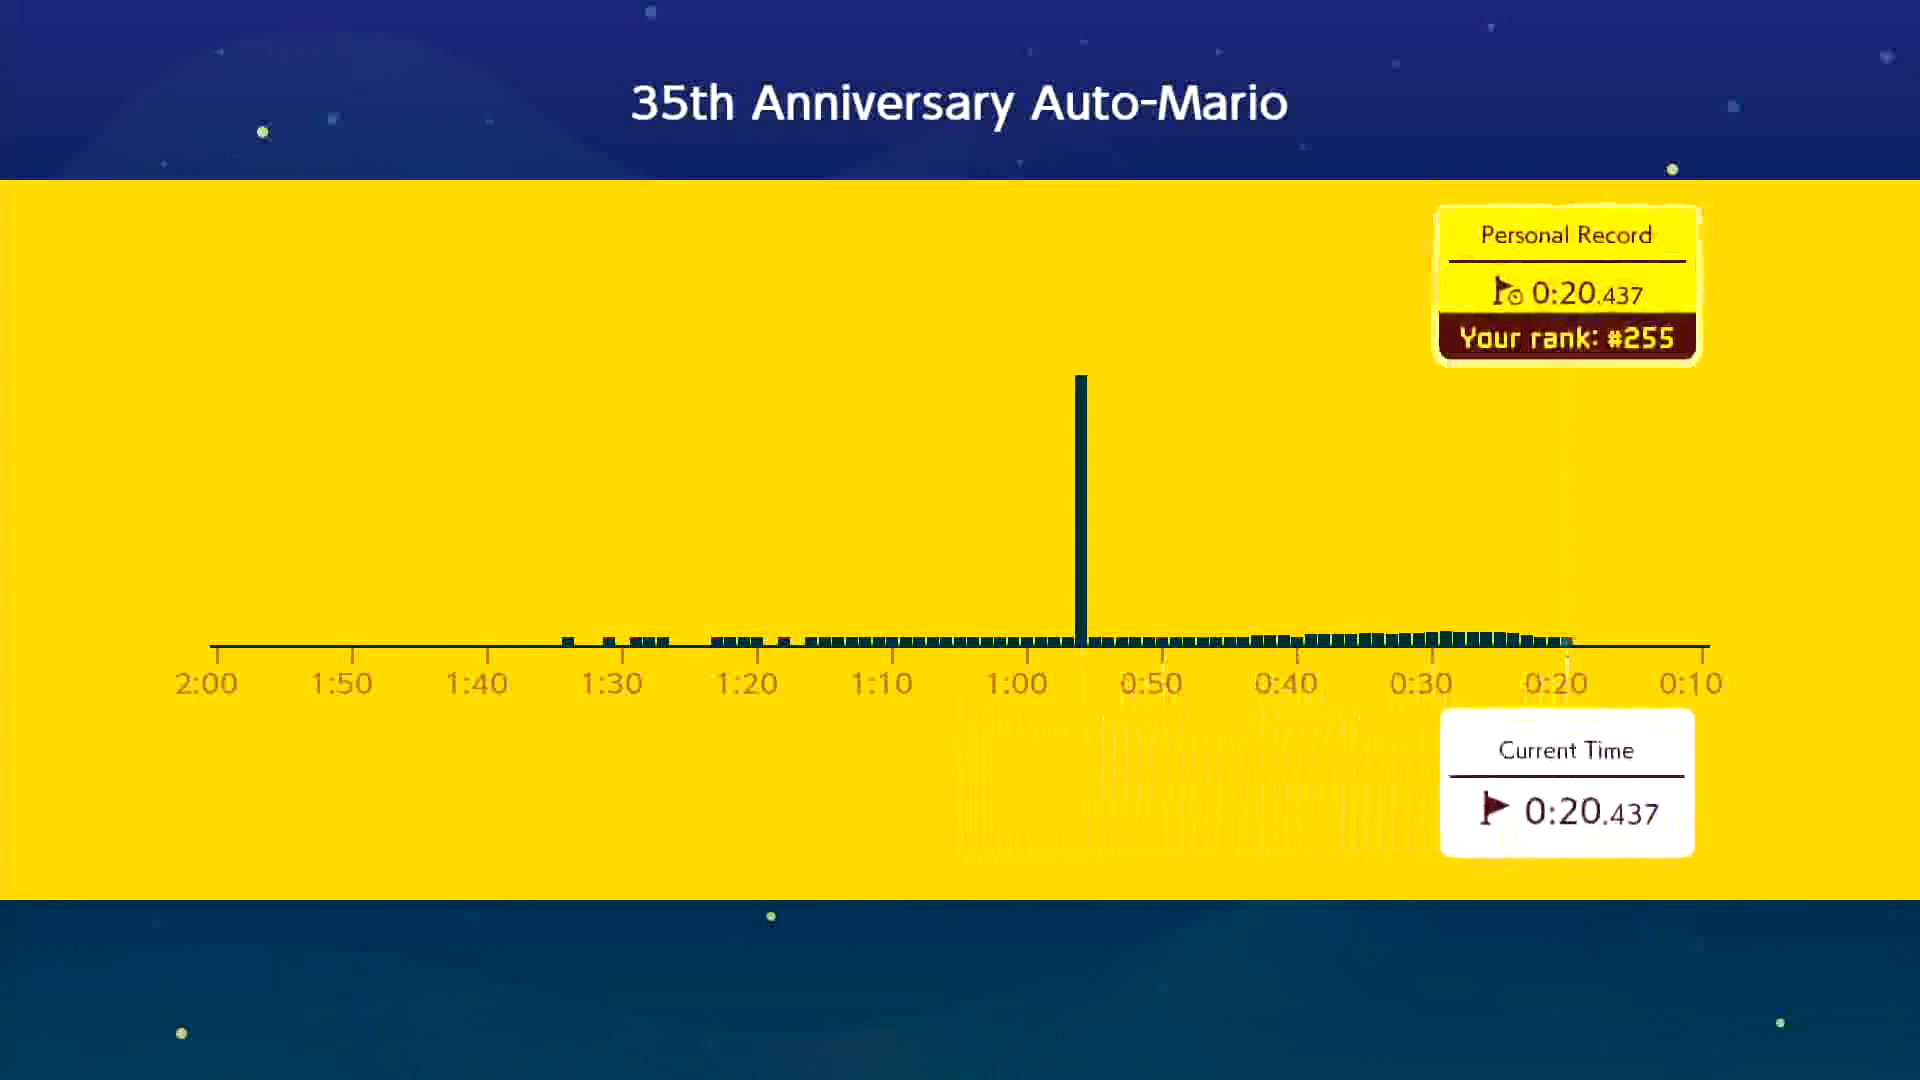 35th Anniversary Auto-Mario
Personal Record
0:20.437
Your rank: #255
2:00 1:50 1:40 1:30 1:20 1:10 1:00 0:50 0:40 0:30 0:20 0:10
Current Time
0:20.437